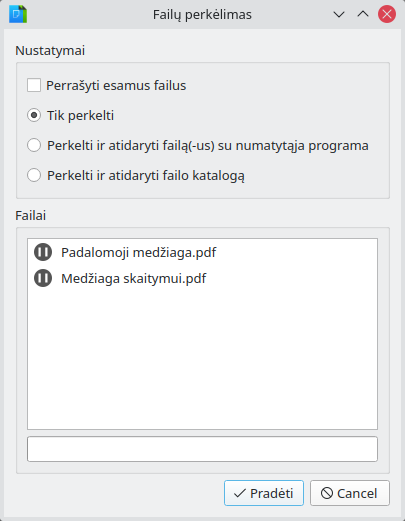 Failų perkėlimas
Nustatymai
Perrašyti esamus failus
Tik perkelti
Perkelti ir atidaryti failą(-us) su numatytąja programa
Perkelti ir atidaryti failo katalogą
Failai
Padalomoji medžiaga.pdf
Medžiaga skaitymui.pdf
Pradėti
Cancel